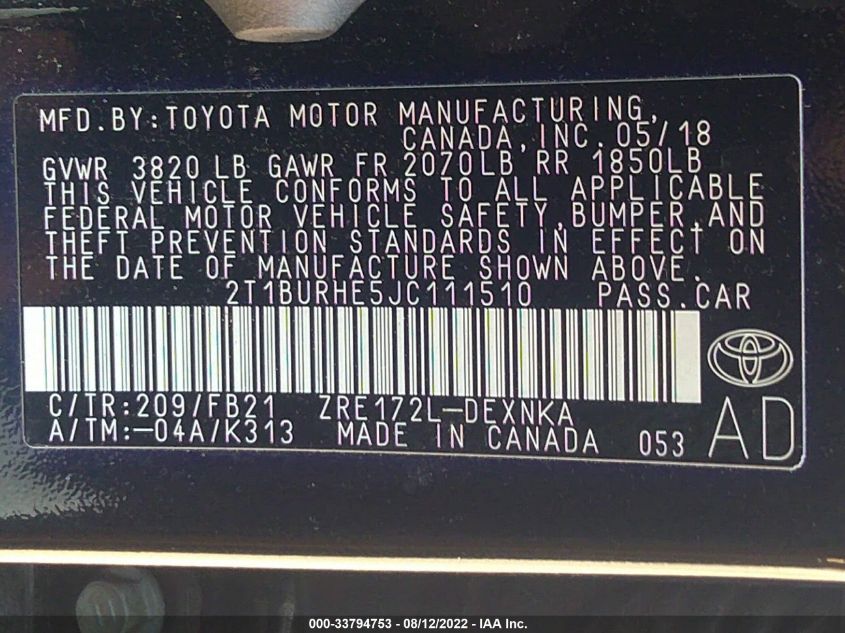 MFD.BY:TOYOTA MOTOR MANUFACTURING,
CANADA,INC. 05/18
GVWR 3820 LB GAWR FR 2070LB RR 1850LB
THIS VEHICLE CONFORMS TO ALL APPLICABLE
FEDERAL MOTOR VEHICLE SAFETY,BUMPER,AND
THEFT PREVENTION STANDARDS IN EFFECT ON
THE DATE OF MANUFACTURE SHOWN ABOVE.
2T1BURHE5JC111510 PASS.CAR
C/TR:209/FB21 ZRE172L-DEXNKA
A/TM:-04A/K313 MADE IN CANADA 053 AD
000-33794753 - 08/12/2022 - IAA Inc.